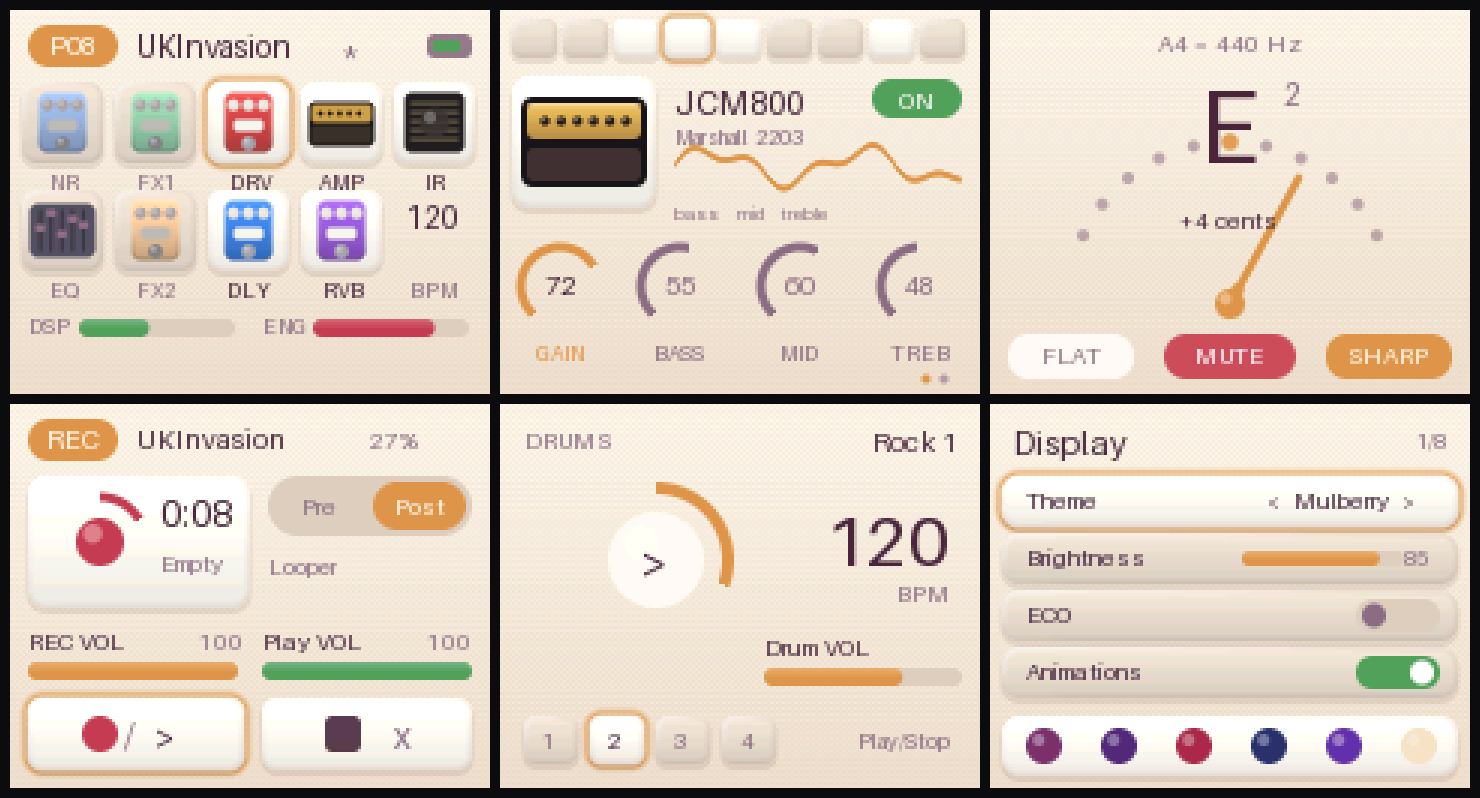 P08 UKInvasion *
NR FX1 DRV AMP IR
120
EQ FX2 DLY RVB BPM
DSP ENG
JCM800 ON
Marshall 2203
bass mid treble
72 55 60 48
GAIN BASS MID TREB
A4 = 440 Hz
E 2
+4 cents
FLAT MUTE SHARP
REC UKInvasion 27%
0:08 Pre Post
Empty Looper
REC VOL 100 Play VOL 100
/ > x
DRUMS Rock 1
> 120
BPM
Drum VOL
1 2 3 4 Play/Stop
Display 1/8
Theme < Mulberry >
Brightness 85
ECO
Animations